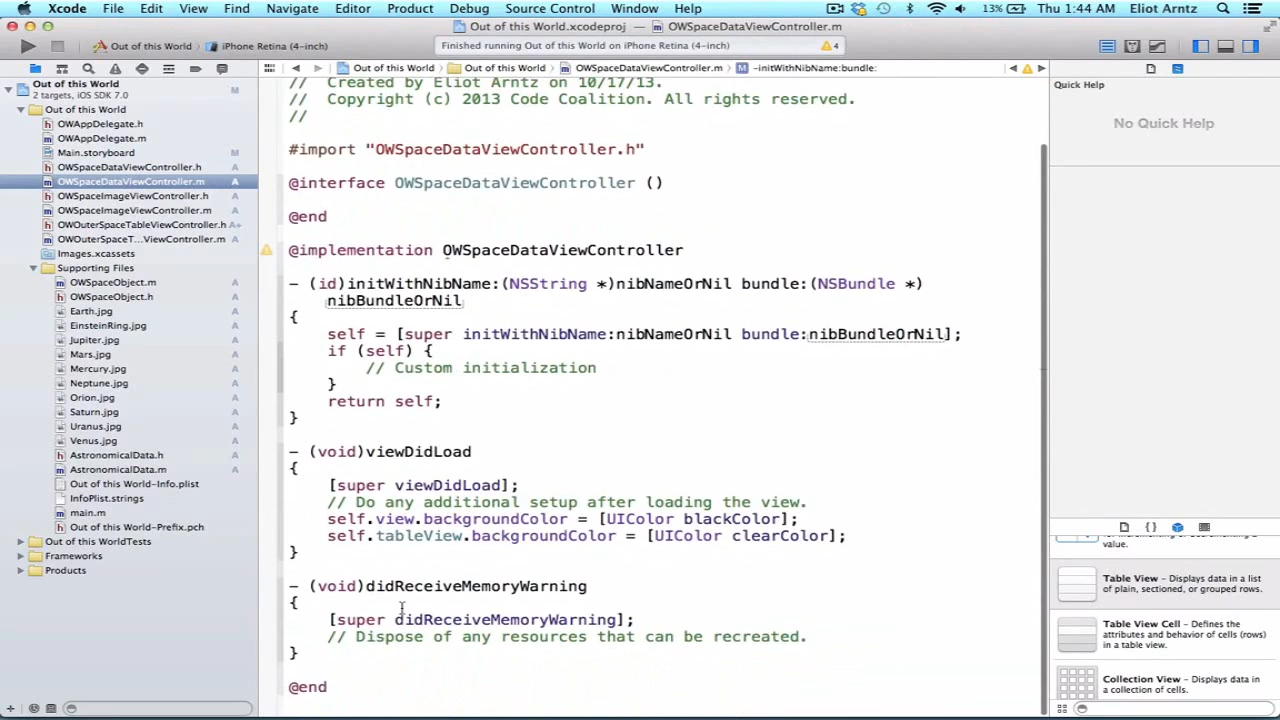 Xcode File Edit View Find Navigate Editor Product Debug Source Control Window Help 4 13% Thu 1:44 AM Eliot Arntz
Out of this World.xcodeproj — OWSpaceDataViewController.m
Out of this World iPhone Retina (4-inch) Finished running Out of this World on iPhone Retina (4-inch) 4
Out of this World Out of this World OWSpaceDataViewController.m -initWithNibName:bundle:
Out of this World M
2 targets, iOS SDK 7.0
Out of this World
OWAppDelegate.h
OWAppDelegate.m
Main.storyboard M
OWSpaceDataViewController.h A
OWSpaceDataViewController.m A
OWSpaceImageViewController.h A
OWSpaceImageViewController.m A
OWOuterSpaceTableViewController.h A+
OWOuterSpaceT...ViewController.m A
Images.xcassets
Supporting Files
OWSpaceObject.m A
OWSpaceObject.h A
Earth.jpg A
EinsteinRing.jpg A
Jupiter.jpg A
Mars.jpg A
Mercury.jpg A
Neptune.jpg A
Orion.jpg A
Saturn.jpg A
Uranus.jpg A
Venus.jpg A
AstronomicalData.h A
AstronomicalData.m A
Out of this World-Info.plist
InfoPlist.strings
main.m
Out of this World-Prefix.pch
Out of this WorldTests
Frameworks
Products
// Created by Eliot Arntz on 10/17/13.
// Copyright (c) 2013 Code Coalition. All rights reserved.
//
#import "OWSpaceDataViewController.h"
@interface OWSpaceDataViewController ()
@end
@implementation OWSpaceDataViewController
- (id)initWithNibName:(NSString *)nibNameOrNil bundle:(NSBundle *)
nibBundleOrNil
{
self = [super initWithNibName:nibNameOrNil bundle:nibBundleOrNil];
if (self) {
// Custom initialization
}
return self;
}
- (void)viewDidLoad
{
[super viewDidLoad];
// Do any additional setup after loading the view.
self.view.backgroundColor = [UIColor blackColor];
self.tableView.backgroundColor = [UIColor clearColor];
}
- (void)didReceiveMemoryWarning
{
[super didReceiveMemoryWarning];
// Dispose of any resources that can be recreated.
}
@end
Quick Help
No Quick Help
value.
Table View - Displays data in a list
of plain, sectioned, or grouped rows.
Table View Cell - Defines the
attributes and behavior of cells (rows)
in a table view.
Collection View - Displays data in
a collection of cells.